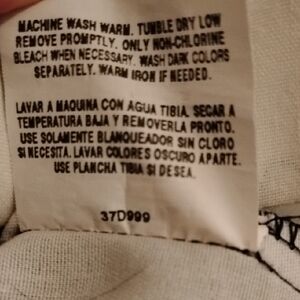 MACHINE WASH WARM. TUMBLE DRY LOW
REMOVE PROMPTLY. ONLY NON-CHLORINE
BLEACH WHEN NECESSARY. WASH DARK COLORS
SEPARATELY. WARM IRON IF NEEDED.
LAVAR A MAQUINA CON AGUA TIBIA. SECAR A
TEMPERATURA BAJA Y REMOVERLA PRONTO.
USE SOLAMENTE BLANQUEADOR SIN CLORO
SI NECESITA. LAVAR COLORES OSCURO APARTE.
USE PLANCHA TIBIA SI DESEA.
37D999